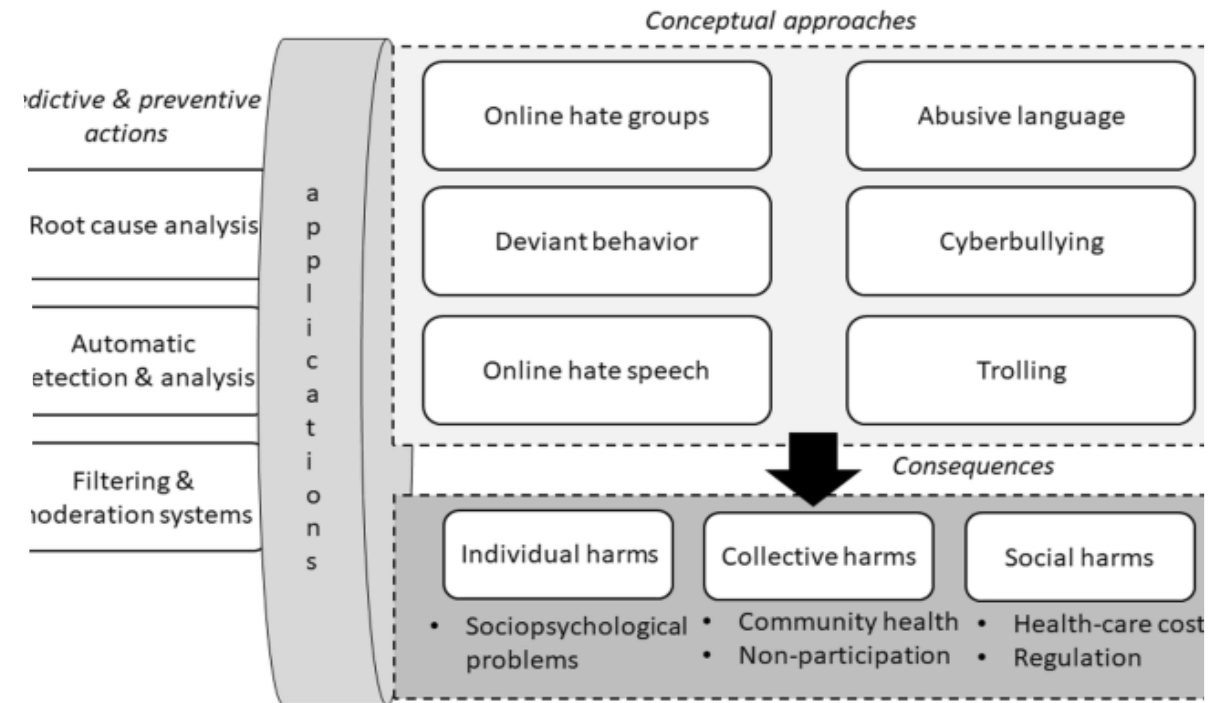 Conceptual approaches
edictive & preventive
actions
Root cause analysis
Automatic
etection & analysis
Filtering &
noderation systems
applications
Online hate groups
Abusive language
Deviant behavior
Cyberbullying
Online hate speech
Trolling
Consequences
Individual harms
Collective harms
Social harms
• Sociopsychological
problems
• Community health
• Non-participation
• Health-care cost
• Regulation